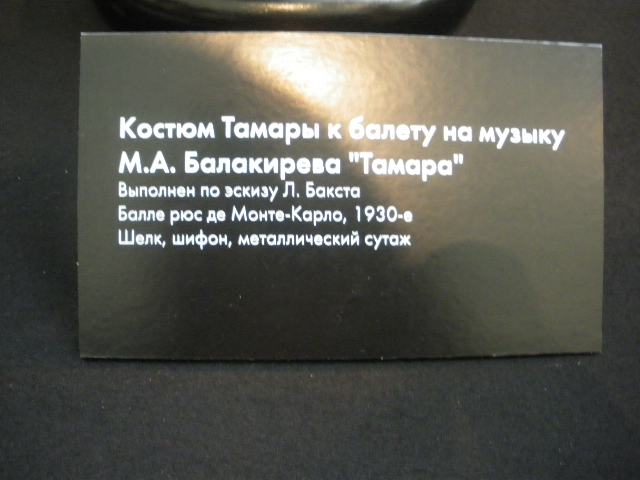 Костюм Тамары к балету на музыку
М.А. Балакирева "Тамара"
Выполнен по эскизу Л. Бакста
Балле рюс де Монте-Карло, 1930-е
Шелк, шифон, металлический сутаж